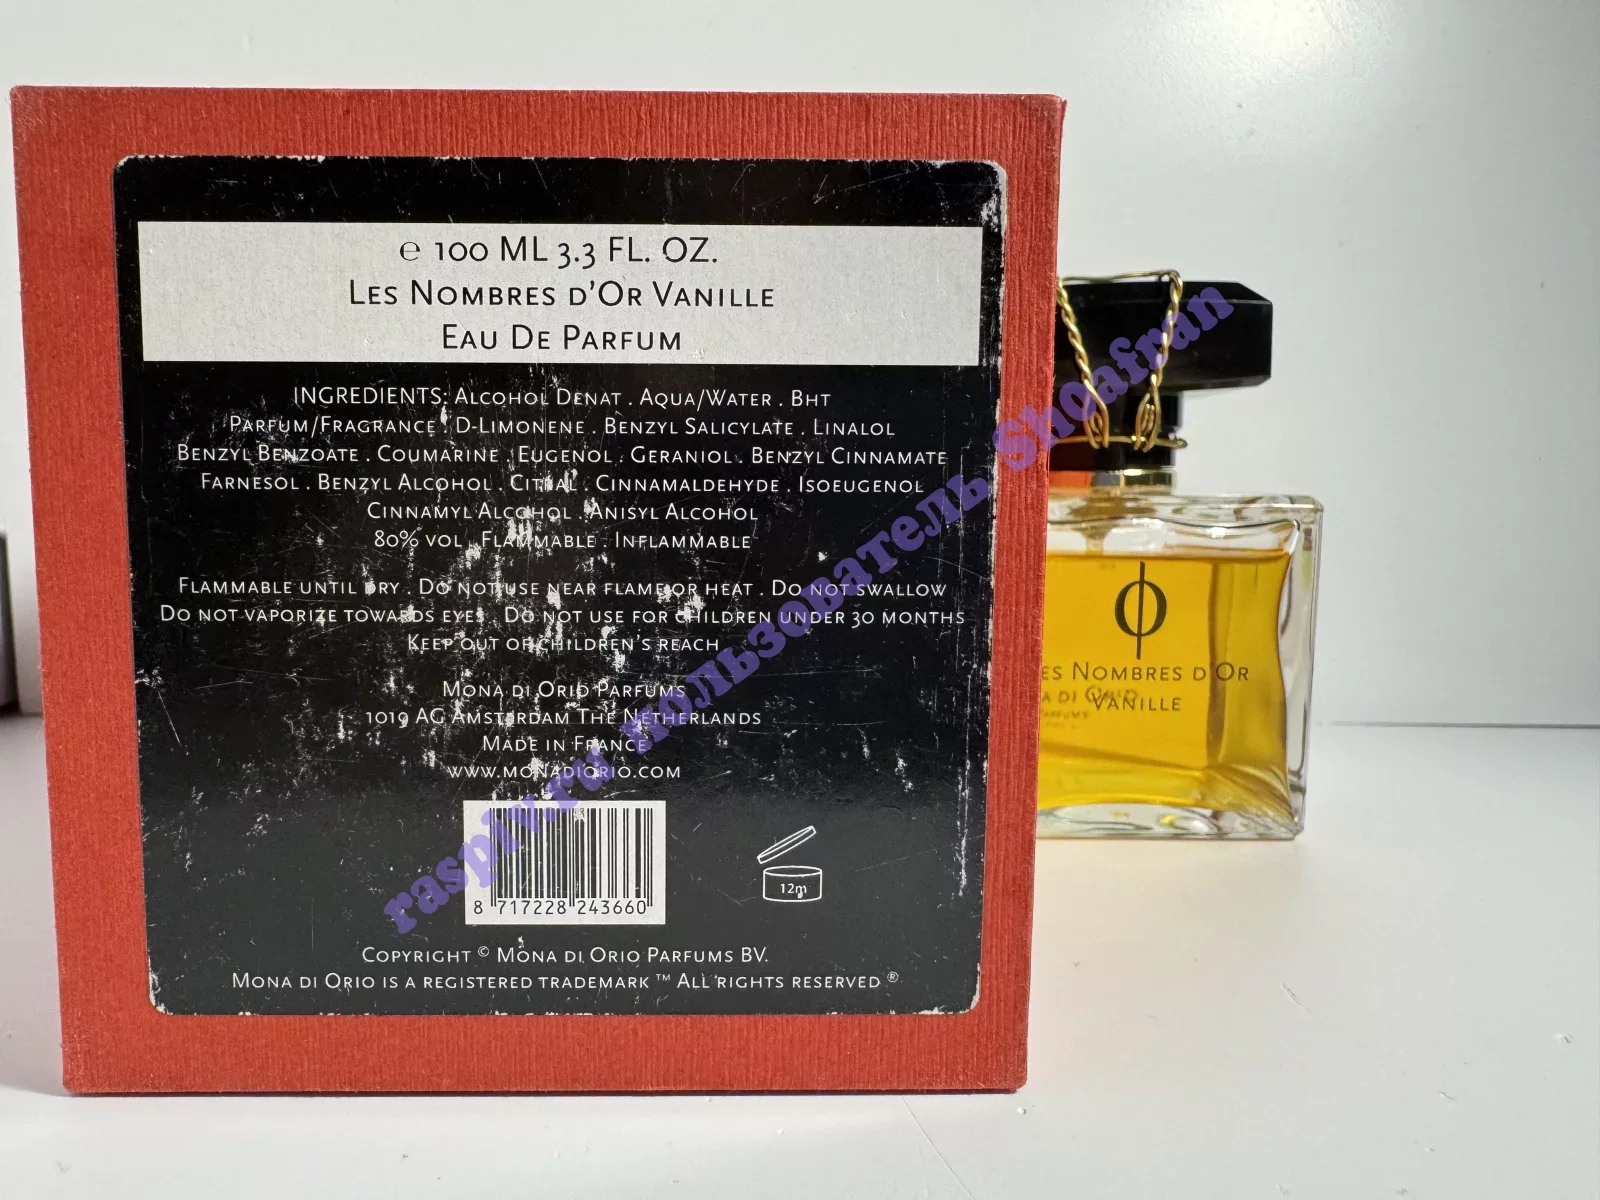 ℮ 100 ML 3.3 FL. OZ.
LES NOMBRES D'OR VANILLE
EAU DE PARFUM
INGREDIENTS: ALCOHOL DENAT . AQUA/WATER . BHT
PARFUM/FRAGRANCE . D-LIMONENE . BENZYL SALICYLATE . LINALOL
BENZYL BENZOATE . COUMARINE . EUGENOL . GERANIOL . BENZYL CINNAMATE
FARNESOL . BENZYL ALCOHOL . CITRAL . CINNAMALDEHYDE . ISOEUGENOL
CINNAMYL ALCOHOL . ANISYL ALCOHOL
80% VOL . FLAMMABLE . INFLAMMABLE
FLAMMABLE UNTIL DRY . DO NOT USE NEAR FLAME OR HEAT . DO NOT SWALLOW
DO NOT VAPORIZE TOWARDS EYES DO NOT USE FOR CHILDREN UNDER 30 MONTHS
KEEP OUT OF CHILDREN'S REACH
MONA DI ORIO PARFUMS
1019 AG AMSTERDAM THE NETHERLANDS
MADE IN FRANCE
WWW.MONADIORIO.COM
8 717228 243660
12m
COPYRIGHT © MONA DI ORIO PARFUMS BV.
MONA DI ORIO IS A REGISTERED TRADEMARK ™ ALL RIGHTS RESERVED ®
ES NOMBRES D'OR
VANILLE
A DI ORIO
PARFUMS
raspiv.ru пользователь Shoafran